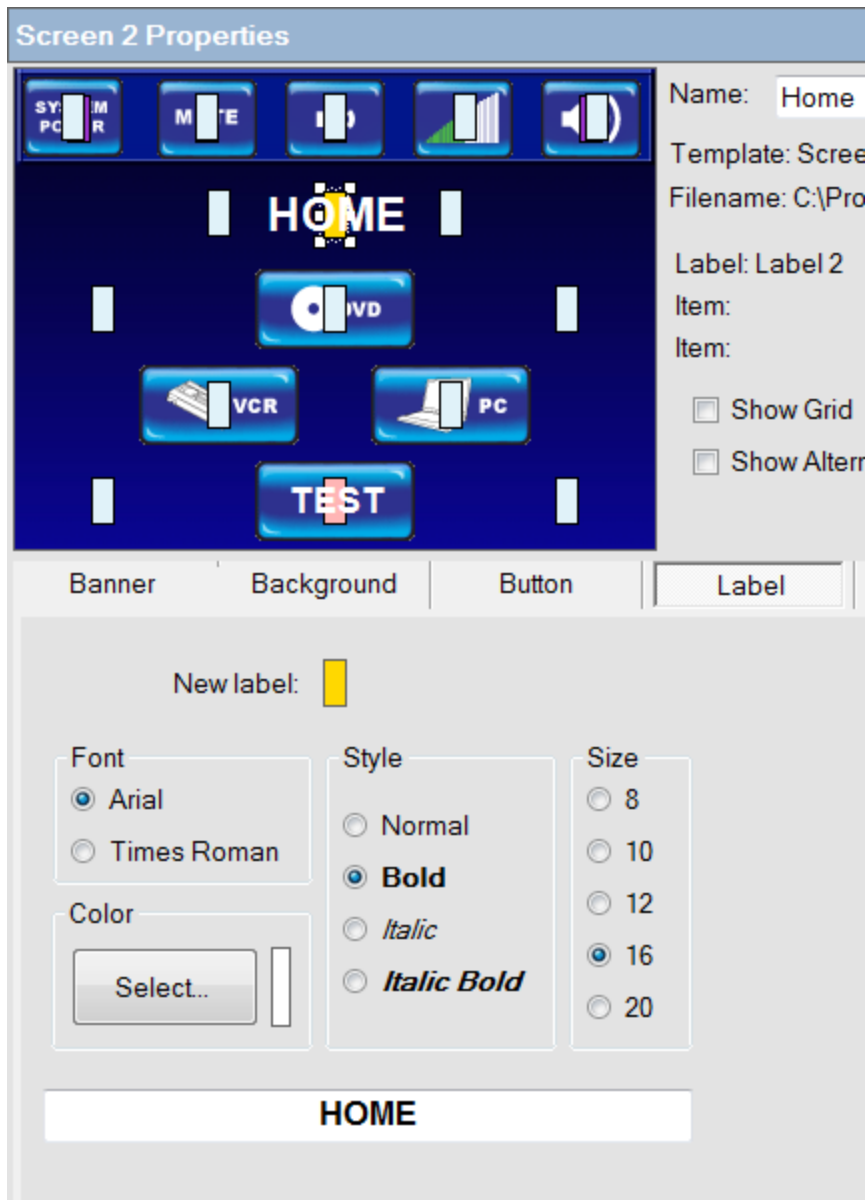 Screen 2 Properties
Name: Home
Template: Scree
Filename: C:\Pro
HOME
Label: Label 2
Item:
Item:
VCR
PC
Show Grid
Show Altern
TEST
Banner
Background
Button
Label
New label:
Font
Arial
Times Roman
Style
Normal
Bold
Italic
Italic Bold
Size
8
10
12
16
20
Color
Select...
HOME